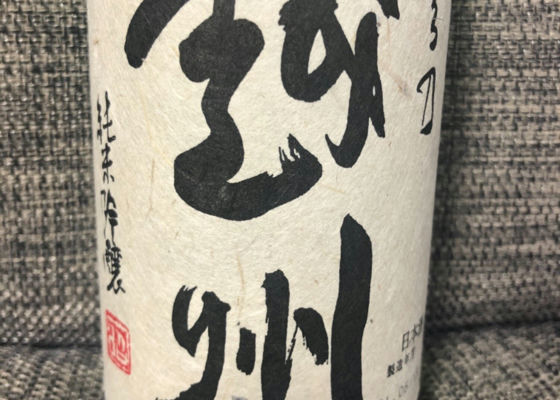 越州
純米吟醸
日本酒
製造年月